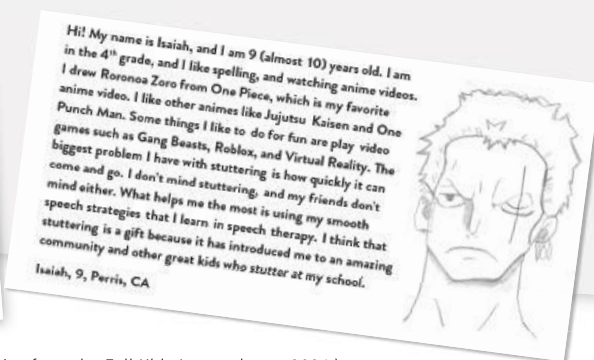 Hi! My name is Isaiah, and I am 9 (almost 10) years old. I am
in the 4th grade, and I like spelling, and watching anime videos.
I drew Roronoa Zoro from One Piece, which is my favorite
anime video. I like other animes like Jujutsu Kaisen and One
Punch Man. Some things I like to do for fun are play video
games such as Gang Beasts, Roblox, and Virtual Reality. The
biggest problem I have with stuttering is how quickly it can
come and go. I don't mind stuttering, and my friends don't
mind either. What helps me the most is using my smooth
speech strategies that I learn in speech therapy. I think that
stuttering is a gift because it has introduced me to an amazing
community and other great kids who stutter at my school.
Isaiah, 9, Perris, CA